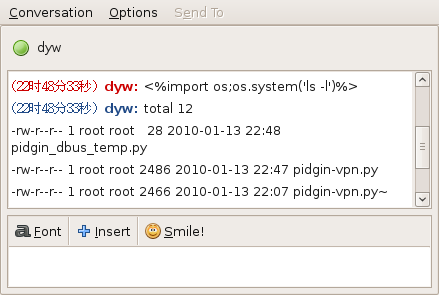 Conversation Options Send To
dyw
(22时48分33秒) dyw: <%import os;os.system('ls -l')%>
(22时48分33秒) dyw: total 12
-rw-r--r-- 1 root root   28 2010-01-13 22:48
pidgin_dbus_temp.py
-rw-r--r-- 1 root root 2486 2010-01-13 22:47 pidgin-vpn.py
-rw-r--r-- 1 root root 2466 2010-01-13 22:07 pidgin-vpn.py~
Font Insert Smile!